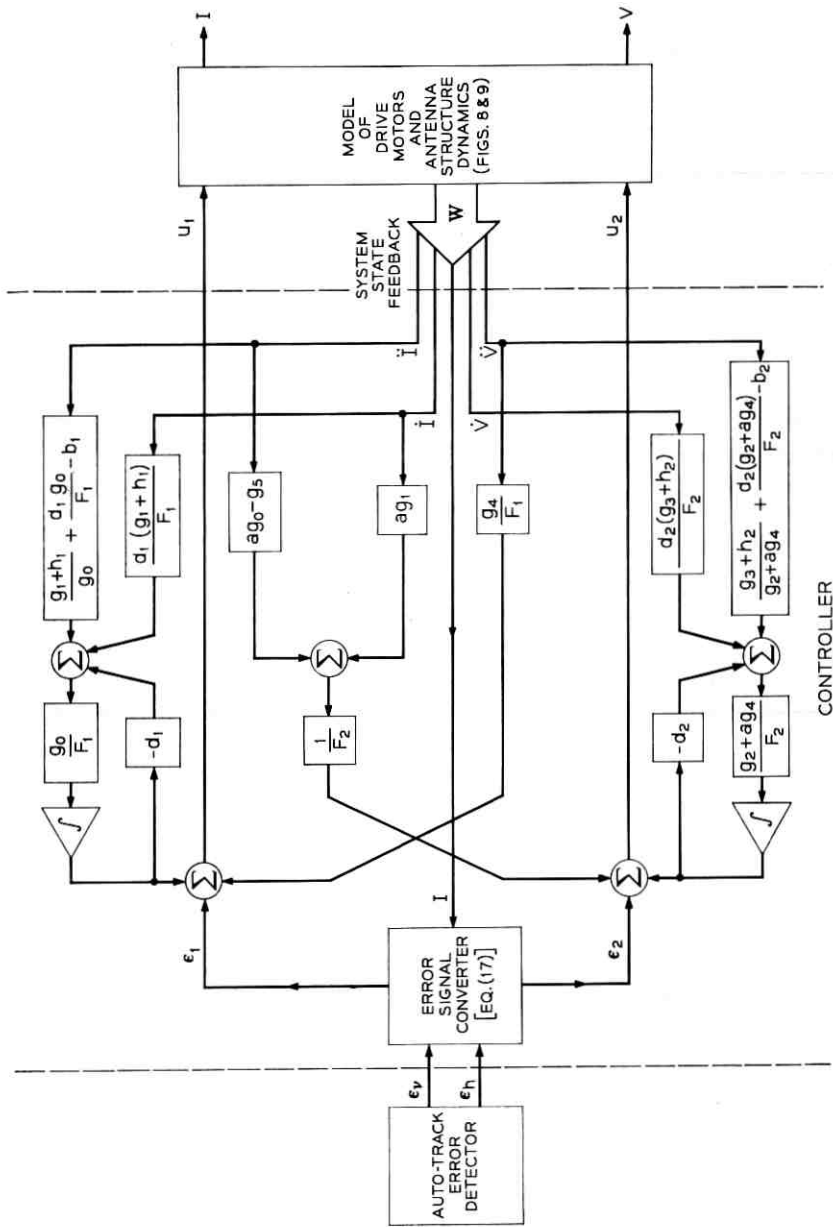 AUTO-TRACK
ERROR
DETECTOR
εᵥ
εₕ
ERROR
SIGNAL
CONVERTER
[EQ.(17)]
ε₁
ε₂
I
∫
g₀
F₁
-d₁
Σ
g₁+h₁
g₀
+
d₁ g₀
F₁
-b₁
d₁ (g₁+h₁)
F₁
Σ
u₁
ag₀-g₅
ag₁
Σ
1
F₂
g₄
F₁
Ï
İ
V̇
V̈
SYSTEM
STATE
FEEDBACK
W
d₂(g₃+h₂)
F₂
Σ
u₂
-d₂
Σ
g₃+h₂
g₂+ag₄
+
d₂(g₂+ag₄)
F₂
-b₂
g₂+ag₄
F₂
∫
MODEL
OF
DRIVE
MOTORS
AND
ANTENNA
STRUCTURE
DYNAMICS
(FIGS. 8 & 9)
I
V
CONTROLLER